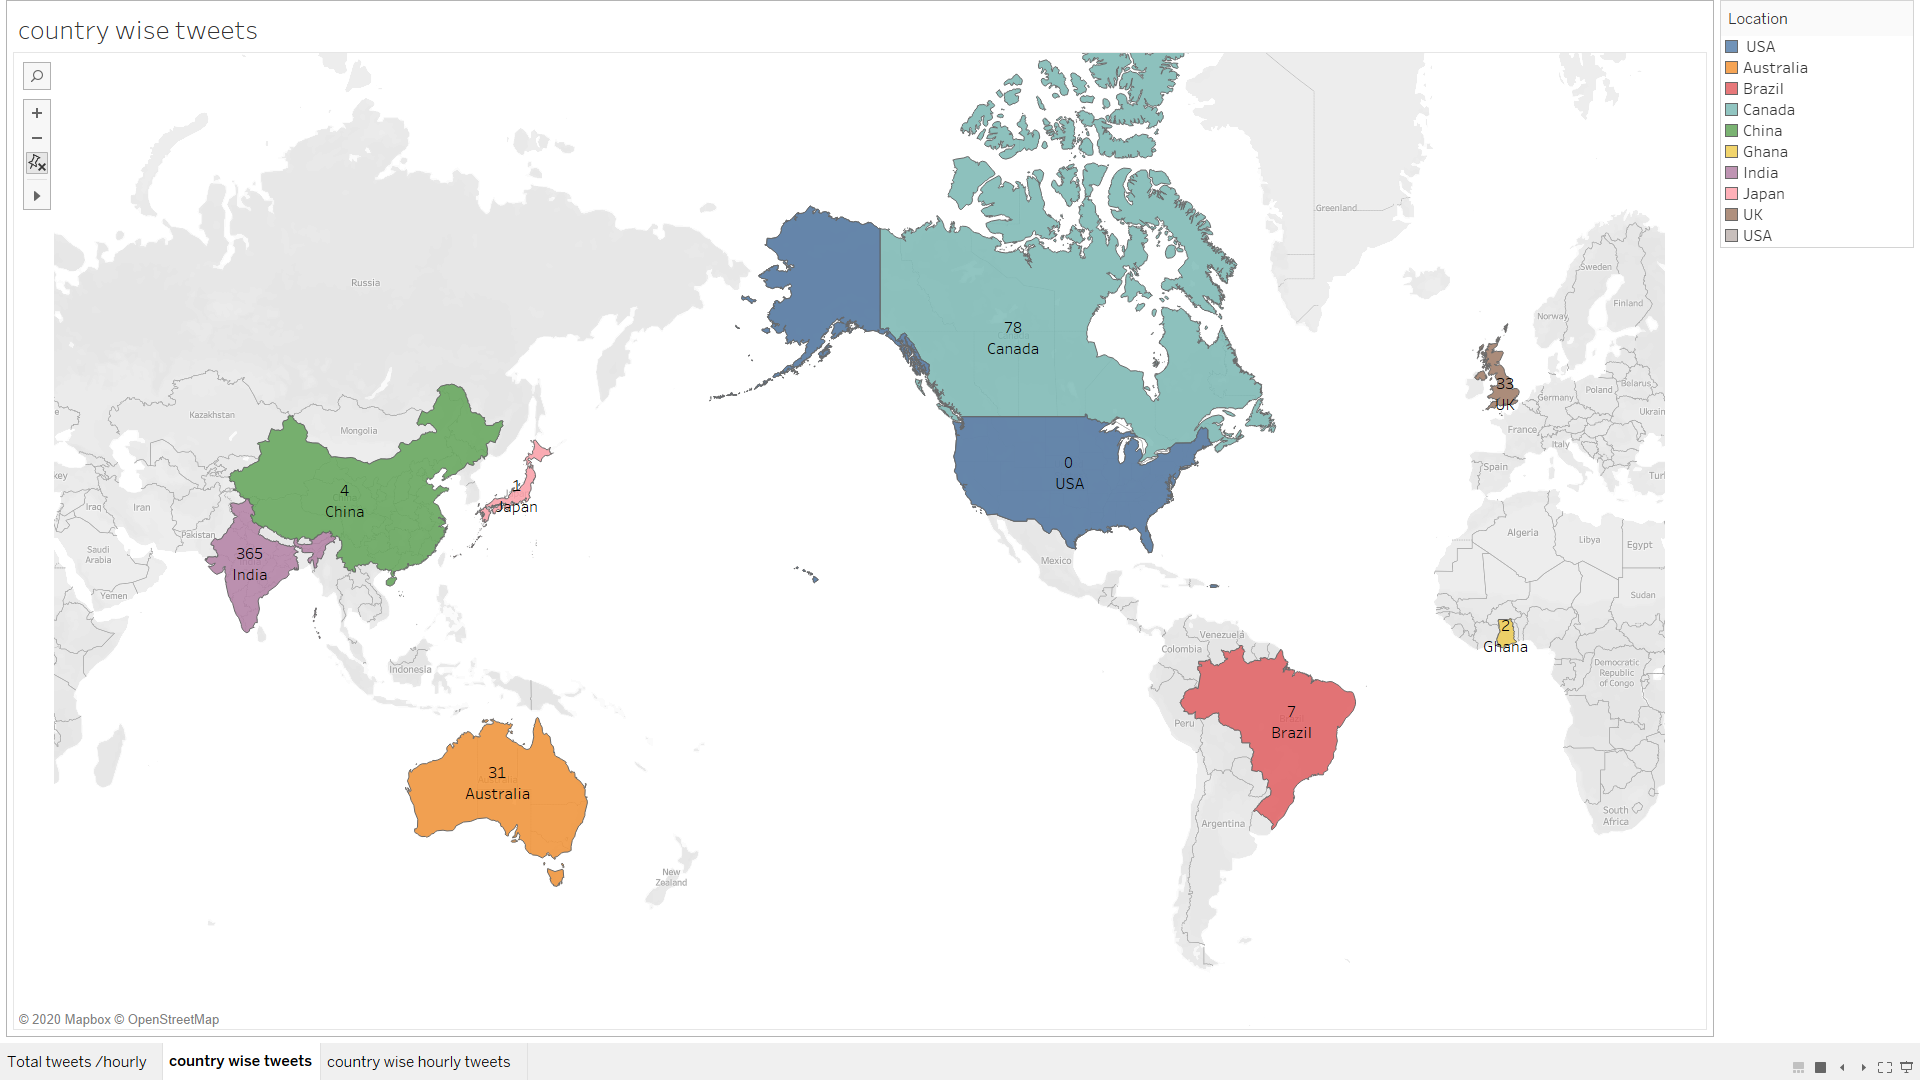 country wise tweets
Location
USA
Australia
Brazil
Canada
China
Ghana
India
Japan
UK
USA
Greenland
Russia
Sweden
Finland
Norway
78
Canada
33
UK
Poland
Belarus
Germany
Ukrain
France
Italy
Spain
Tur
Kazakhstan
Mongolia
key
Iraq
Iran
Pakistan
Saudi
Arabia
Yemen
4
China
1
Japan
365
India
0
USA
Mexico
Algeria
Libya
Egypt
Sudan
2
Ghana
Democratic
Republic
of Congo
South
Africa
Venezuela
Colombia
Peru
7
Brazil
Argentina
Indonesia
31
Australia
New
Zealand
© 2020 Mapbox © OpenStreetMap
Total tweets /hourly
country wise tweets
country wise hourly tweets